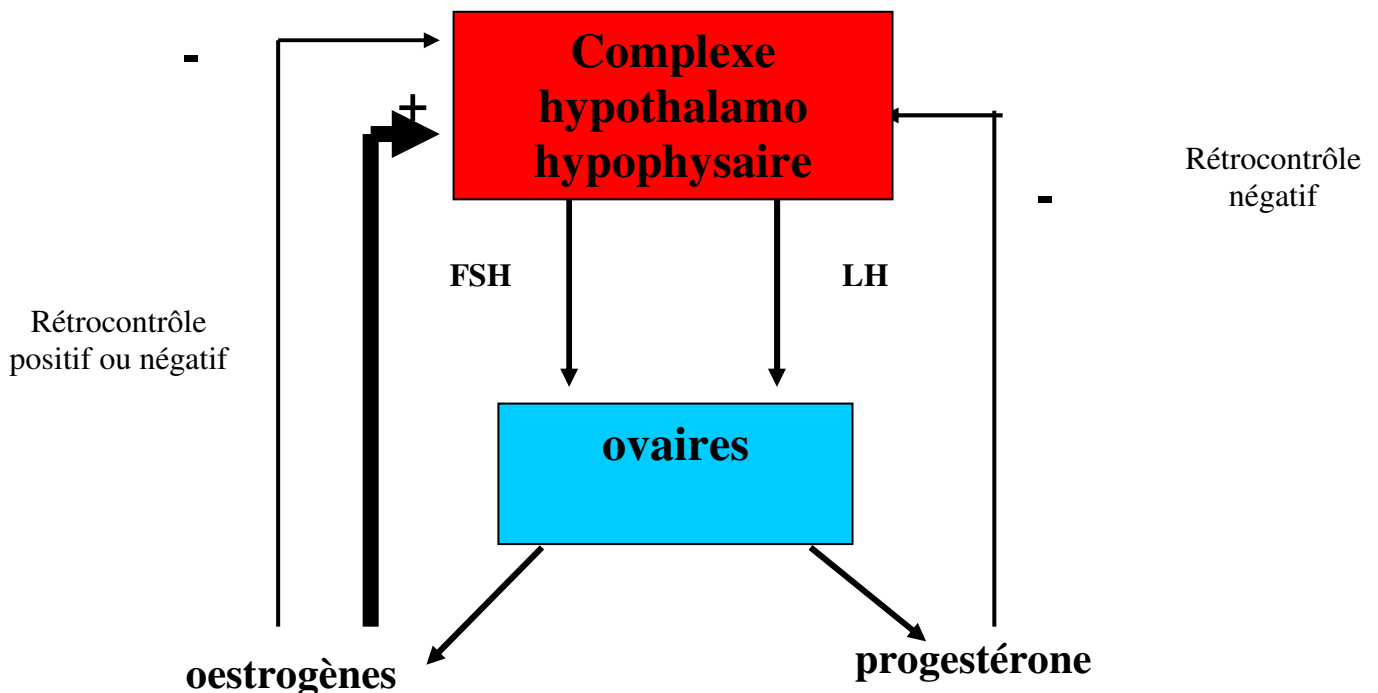 -
Complexe
hypothalamo
hypophysaire
+
-
Rétrocontrôle
négatif
FSH
LH
Rétrocontrôle
positif ou négatif
ovaires
oestrogènes
progestérone